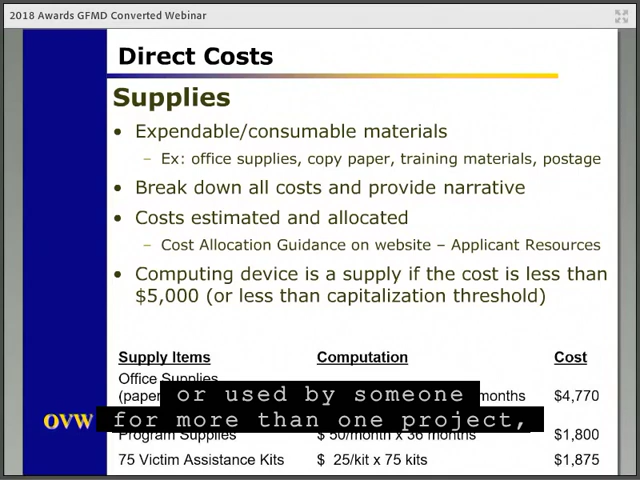 2018 Awards GFMD Converted Webinar
Direct Costs
Supplies
• Expendable/consumable materials
– Ex: office supplies, copy paper, training materials, postage
• Break down all costs and provide narrative
• Costs estimated and allocated
– Cost Allocation Guidance on website – Applicant Resources
• Computing device is a supply if the cost is less than
$5,000 (or less than capitalization threshold)
Supply Items Computation Cost
Office Supplies
(paper months $4,770
or used by someone
OVW for more than one project,
Program Supplies $ 50/month x 36 months $1,800
75 Victim Assistance Kits $ 25/kit x 75 kits $1,875